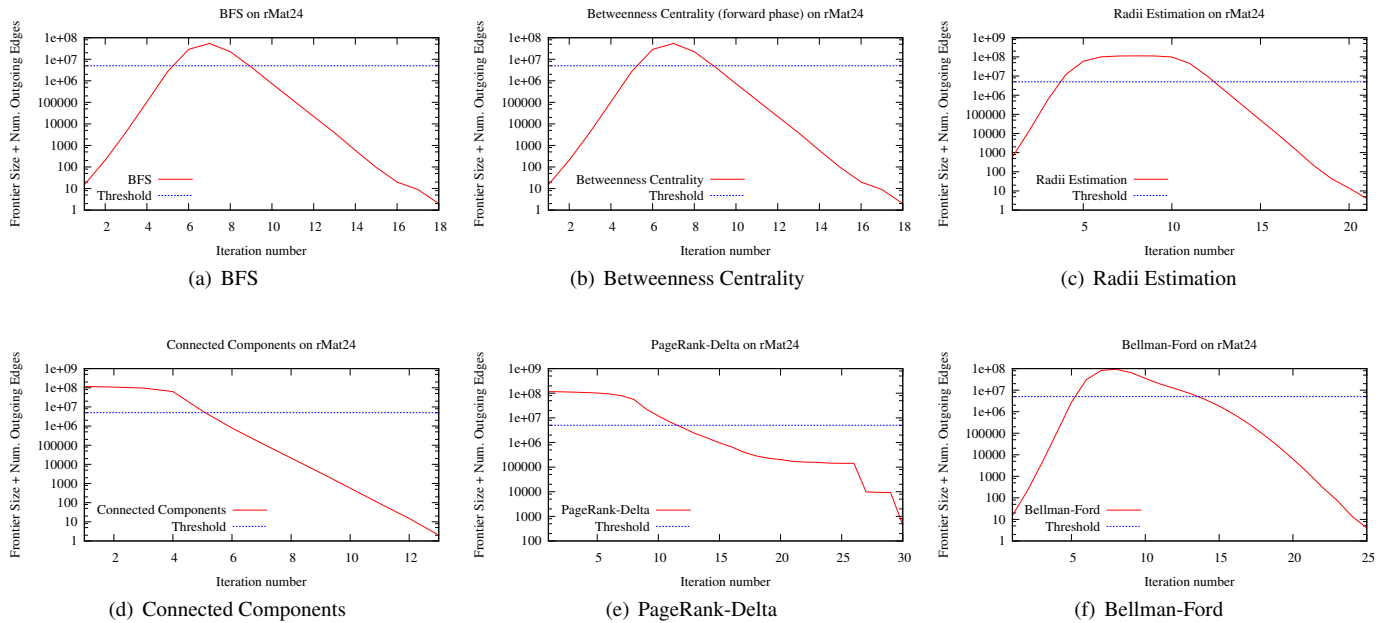 BFS on rMat24
Frontier Size + Num. Outgoing Edges
1e+08
1e+07
1e+06
100000
10000
1000
100
10
1
BFS
Threshold
2 4 6 8 10 12 14 16 18
Iteration number
(a) BFS
Betweenness Centrality (forward phase) on rMat24
Frontier Size + Num. Outgoing Edges
1e+08
1e+07
1e+06
100000
10000
1000
100
10
1
Betweenness Centrality
Threshold
2 4 6 8 10 12 14 16 18
Iteration number
(b) Betweenness Centrality
Radii Estimation on rMat24
Frontier Size + Num. Outgoing Edges
1e+09
1e+08
1e+07
1e+06
100000
10000
1000
100
10
1
Radii Estimation
Threshold
5 10 15 20
Iteration number
(c) Radii Estimation
Connected Components on rMat24
Frontier Size + Num. Outgoing Edges
1e+09
1e+08
1e+07
1e+06
100000
10000
1000
100
10
1
Connected Components
Threshold
2 4 6 8 10 12
Iteration number
(d) Connected Components
PageRank-Delta on rMat24
Frontier Size + Num. Outgoing Edges
1e+09
1e+08
1e+07
1e+06
100000
10000
1000
100
PageRank-Delta
Threshold
5 10 15 20 25 30
Iteration number
(e) PageRank-Delta
Bellman-Ford on rMat24
Frontier Size + Num. Outgoing Edges
1e+08
1e+07
1e+06
100000
10000
1000
100
10
1
Bellman-Ford
Threshold
5 10 15 20 25
Iteration number
(f) Bellman-Ford